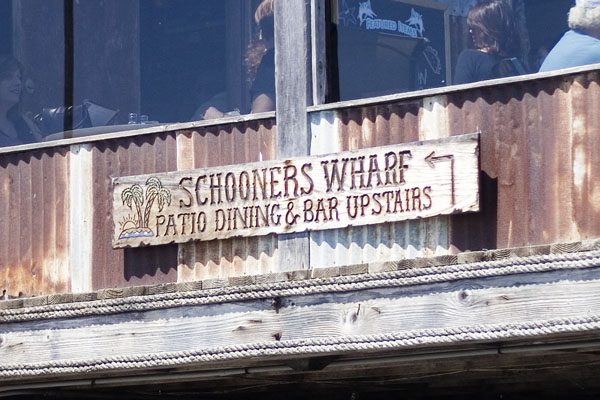 SCHOONERS WHARF
PATIO DINING & BAR UPSTAIRS